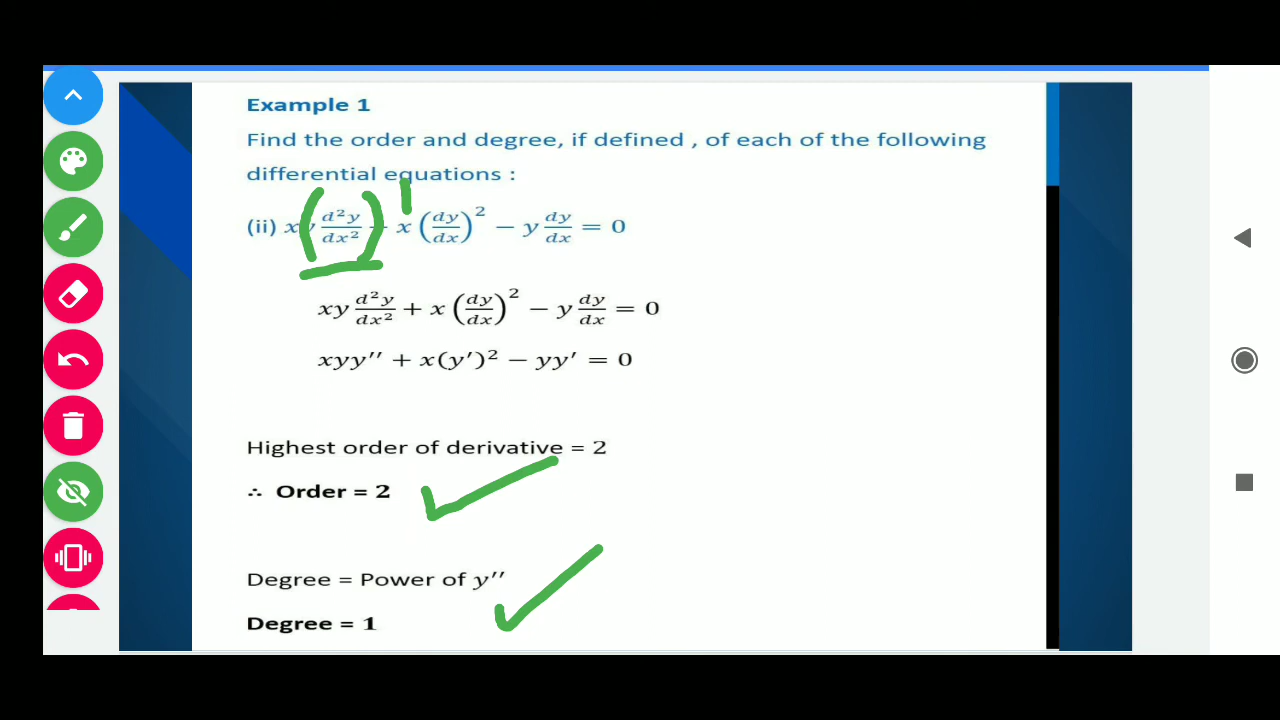 Example 1
Find the order and degree, if defined , of each of the following
differential equations :
(ii) xy d²y/dx² + x (dy/dx)² − y dy/dx = 0
xy d²y/dx² + x (dy/dx)² − y dy/dx = 0
xyy′′ + x(y′)² − yy′ = 0
Highest order of derivative = 2
∴ Order = 2
Degree = Power of y′′
Degree = 1